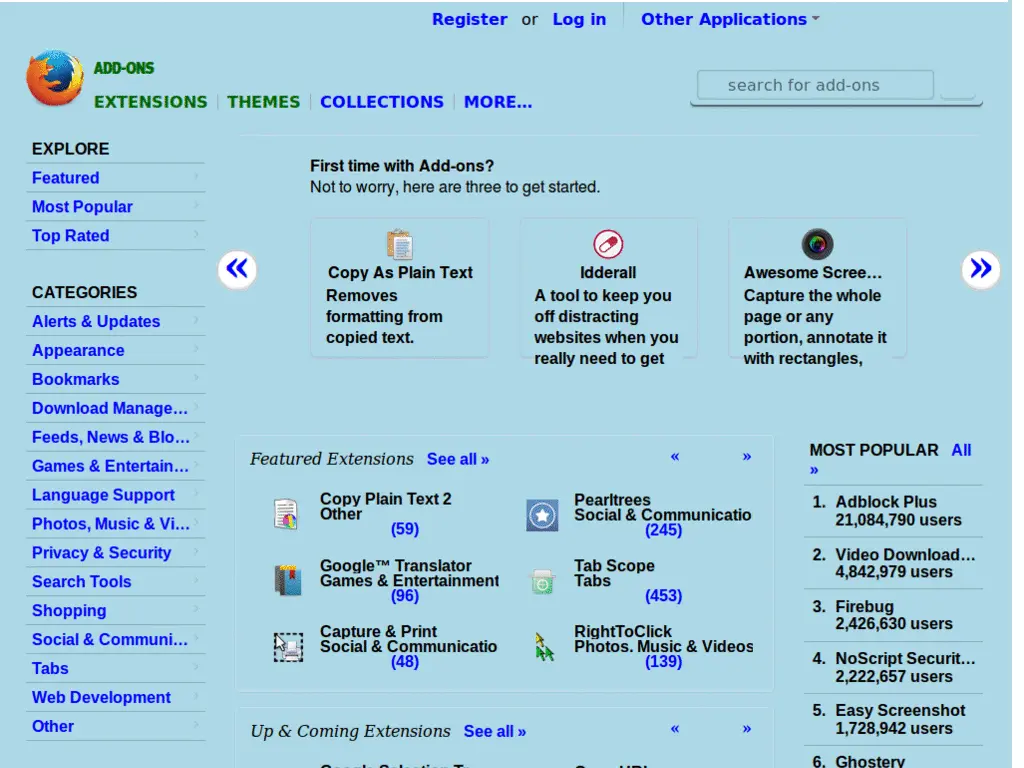 Register or Log in Other Applications
ADD-ONS
EXTENSIONS THEMES COLLECTIONS MORE...
search for add-ons
EXPLORE
Featured
Most Popular
Top Rated
CATEGORIES
Alerts & Updates
Appearance
Bookmarks
Download Manage...
Feeds, News & Blo...
Games & Entertain...
Language Support
Photos, Music & Vi...
Privacy & Security
Search Tools
Shopping
Social & Communi...
Tabs
Web Development
Other
First time with Add-ons?
Not to worry, here are three to get started.
«
Copy As Plain Text
Removes
formatting from
copied text.
Idderall
A tool to keep you
off distracting
websites when you
really need to get
Awesome Scree...
Capture the whole
page or any
portion, annotate it
with rectangles,
»
Featured Extensions See all » « »
Copy Plain Text 2
Other
(59)
Pearltrees
Social & Communicatio
(245)
Google™ Translator
Games & Entertainment
(96)
Tab Scope
Tabs
(453)
Capture & Print
Social & Communicatio
(48)
RightToClick
Photos, Music & Videos
(139)
Up & Coming Extensions See all » « »
MOST POPULAR All
»
1. Adblock Plus
21,084,790 users
2. Video Download...
4,842,979 users
3. Firebug
2,426,630 users
4. NoScript Securit...
2,222,657 users
5. Easy Screenshot
1,728,942 users
6. Ghostery